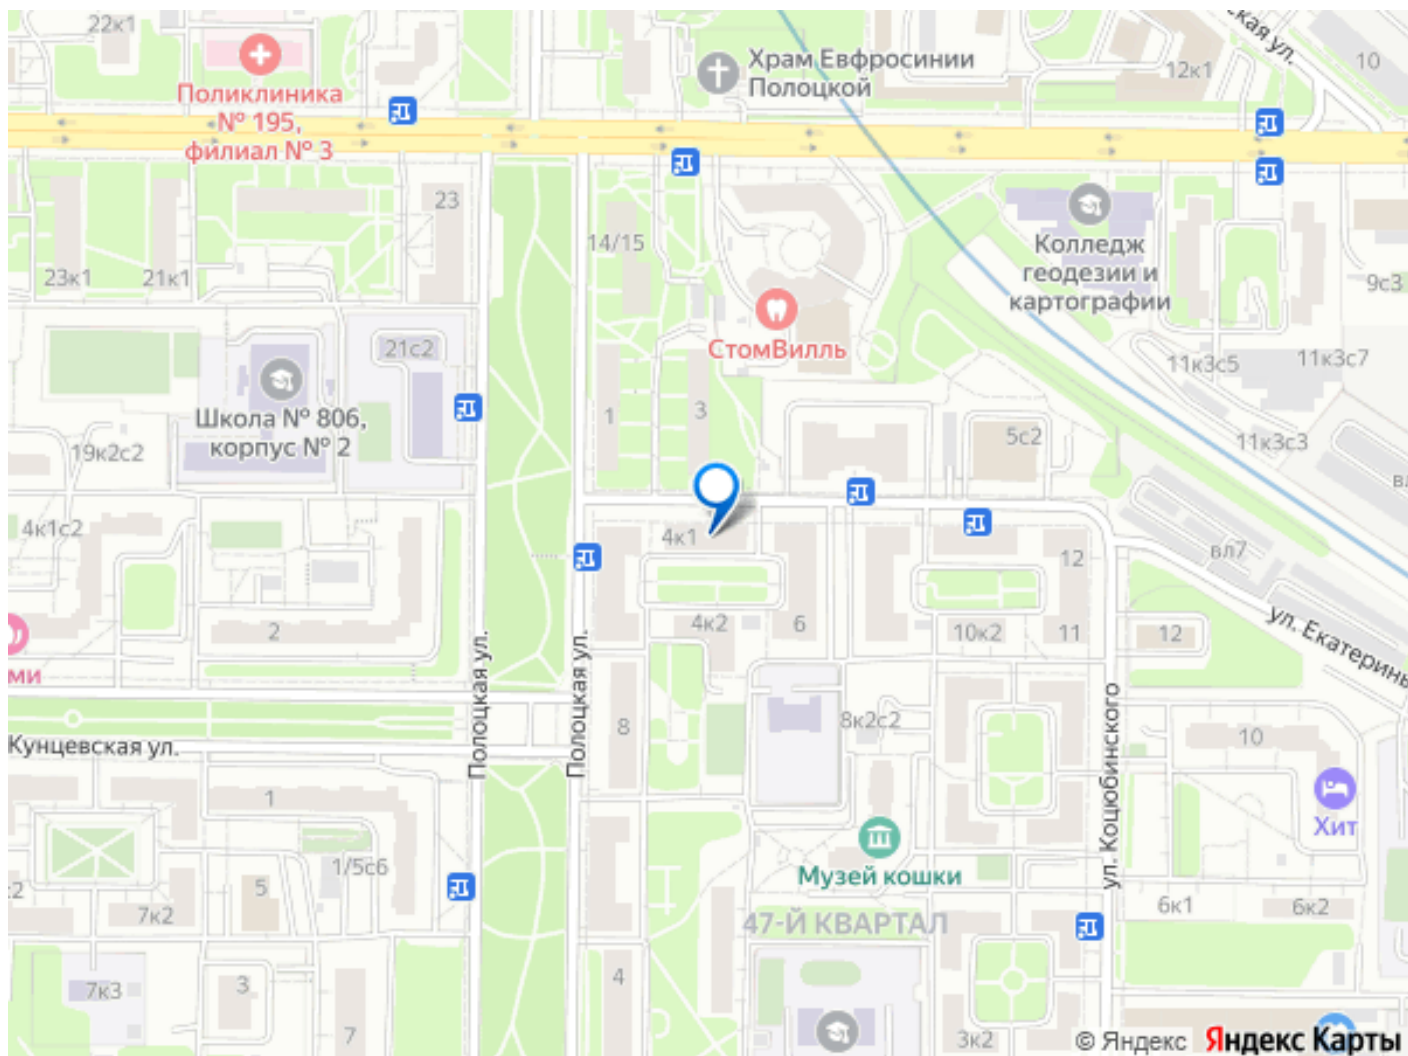 22к1
ская ул.
10
Храм Евфросинии
Полоцкой
12к1
Поликлиника
№ 195,
филиал № 3
23
14/15
Колледж
геодезии и
картографии
23к1
21к1
9с3
СтомВилль
21с2
11к3с5
11к3с7
Школа № 806,
корпус № 2
1
3
19к2с2
5с2
11к3с3
вл
4к1с2
4к1
вл7
12
2
4к2
6
10к2
11
12
ул. Екатерины
ми
Полоцкая ул.
Полоцкая ул.
ул. Коцюбинского
8
8к2с2
Кунцевская ул.
10
1
Хит
1/5с6
Музей кошки
5
7к2
6к1
6к2
47-Й КВАРТАЛ
4
7к3
3
7
3к2
© Яндекс
Яндекс Карты